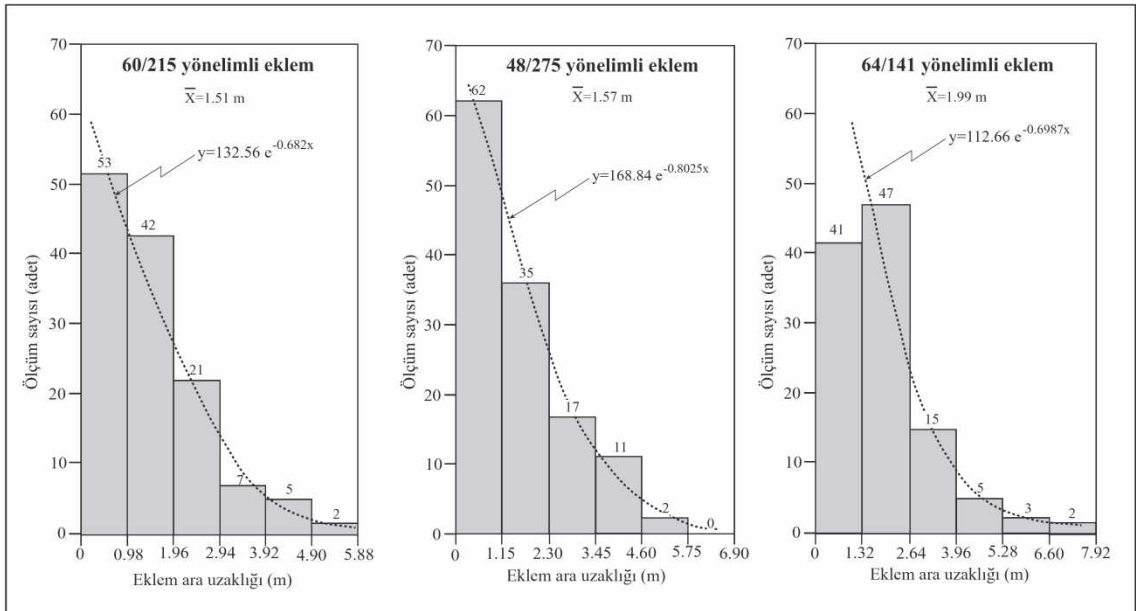 60/215 yönelimli eklem
X̅=1.51 m
y=132.56 e^-0.682x
Ölçüm sayısı (adet)
70
60
50
40
30
20
10
0
53
42
21
7
5
2
0 0.98 1.96 2.94 3.92 4.90 5.88
Eklem ara uzaklığı (m)
48/275 yönelimli eklem
X̅=1.57 m
y=168.84 e^-0.8025x
Ölçüm sayısı (adet)
70
60
50
40
30
20
10
0
62
35
17
11
2
0
0 1.15 2.30 3.45 4.60 5.75 6.90
Eklem ara uzaklığı (m)
64/141 yönelimli eklem
X̅=1.99 m
y=112.66 e^-0.6987x
Ölçüm sayısı (adet)
70
60
50
40
30
20
10
0
41
47
15
5
3
2
0 1.32 2.64 3.96 5.28 6.60 7.92
Eklem ara uzaklığı (m)